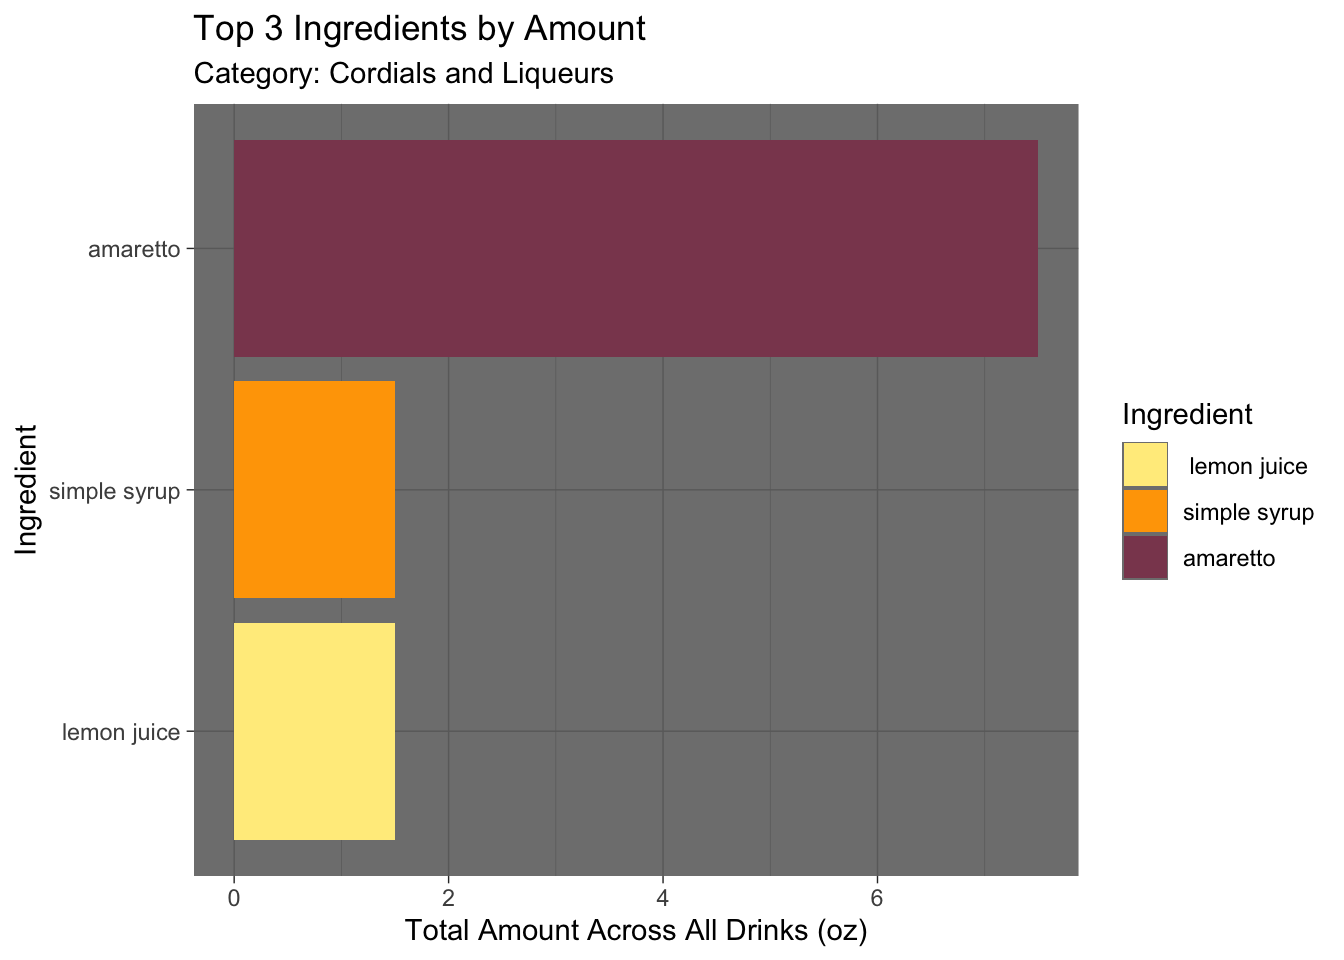 Top 3 Ingredients by Amount
Category: Cordials and Liqueurs
Ingredient
amaretto
simple syrup
lemon juice
0 2 4 6
Total Amount Across All Drinks (oz)
Ingredient
lemon juice
simple syrup
amaretto